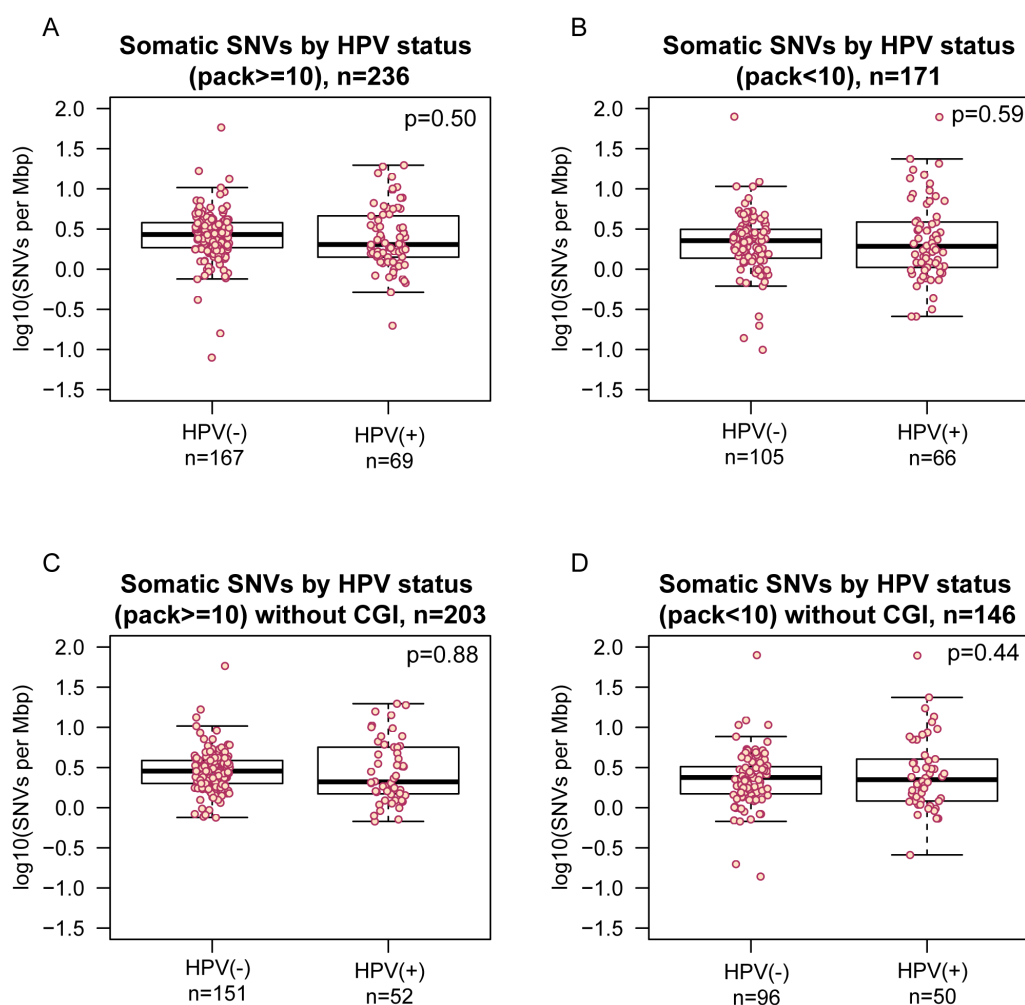 A
Somatic SNVs by HPV status
(pack>=10), n=236
p=0.50
log10(SNVs per Mbp)
2.0
1.5
1.0
0.5
0.0
−0.5
−1.0
−1.5
HPV(-)
n=167
HPV(+)
n=69
B
Somatic SNVs by HPV status
(pack<10), n=171
p=0.59
log10(SNVs per Mbp)
2.0
1.5
1.0
0.5
0.0
−0.5
−1.0
−1.5
HPV(-)
n=105
HPV(+)
n=66
C
Somatic SNVs by HPV status
(pack>=10) without CGI, n=203
p=0.88
log10(SNVs per Mbp)
2.0
1.5
1.0
0.5
0.0
−0.5
−1.0
−1.5
HPV(-)
n=151
HPV(+)
n=52
D
Somatic SNVs by HPV status
(pack<10) without CGI, n=146
p=0.44
log10(SNVs per Mbp)
2.0
1.5
1.0
0.5
0.0
−0.5
−1.0
−1.5
HPV(-)
n=96
HPV(+)
n=50